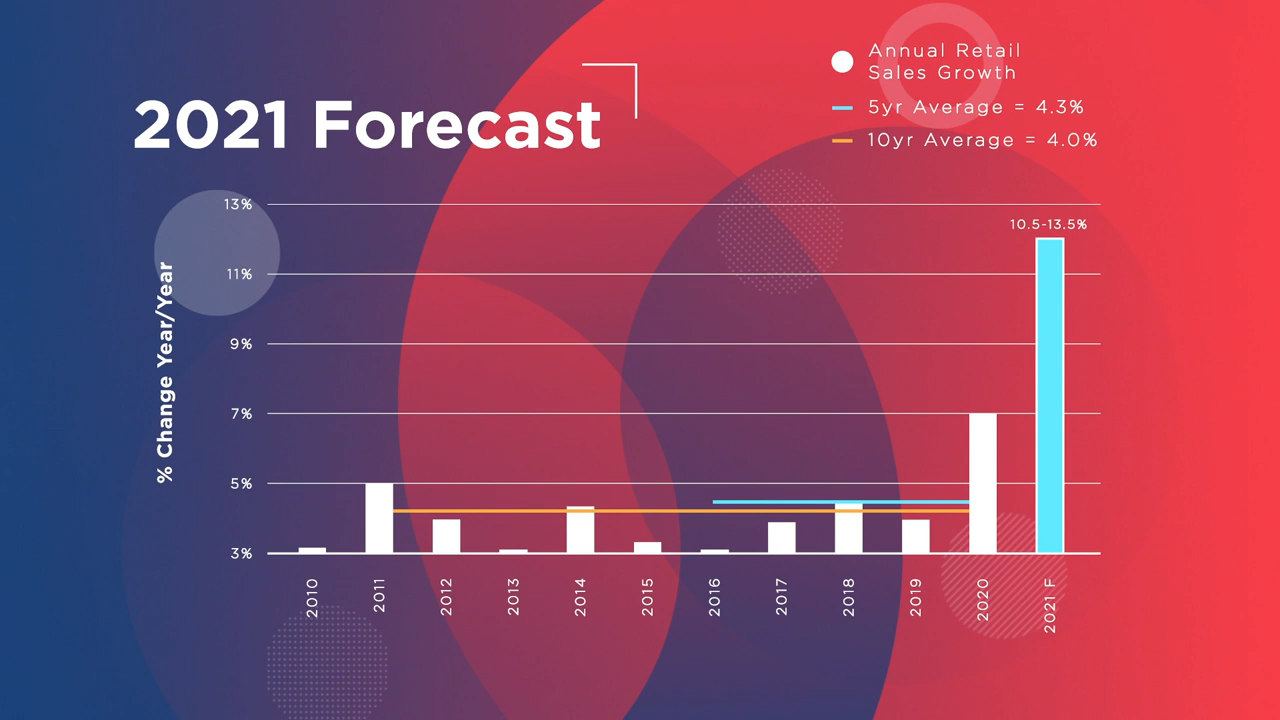 2021 Forecast
Annual Retail
Sales Growth
5yr Average = 4.3%
10yr Average = 4.0%
% Change Year/Year
13%
11%
9%
7%
5%
3%
10.5-13.5%
2010
2011
2012
2013
2014
2015
2016
2017
2018
2019
2020
2021 F